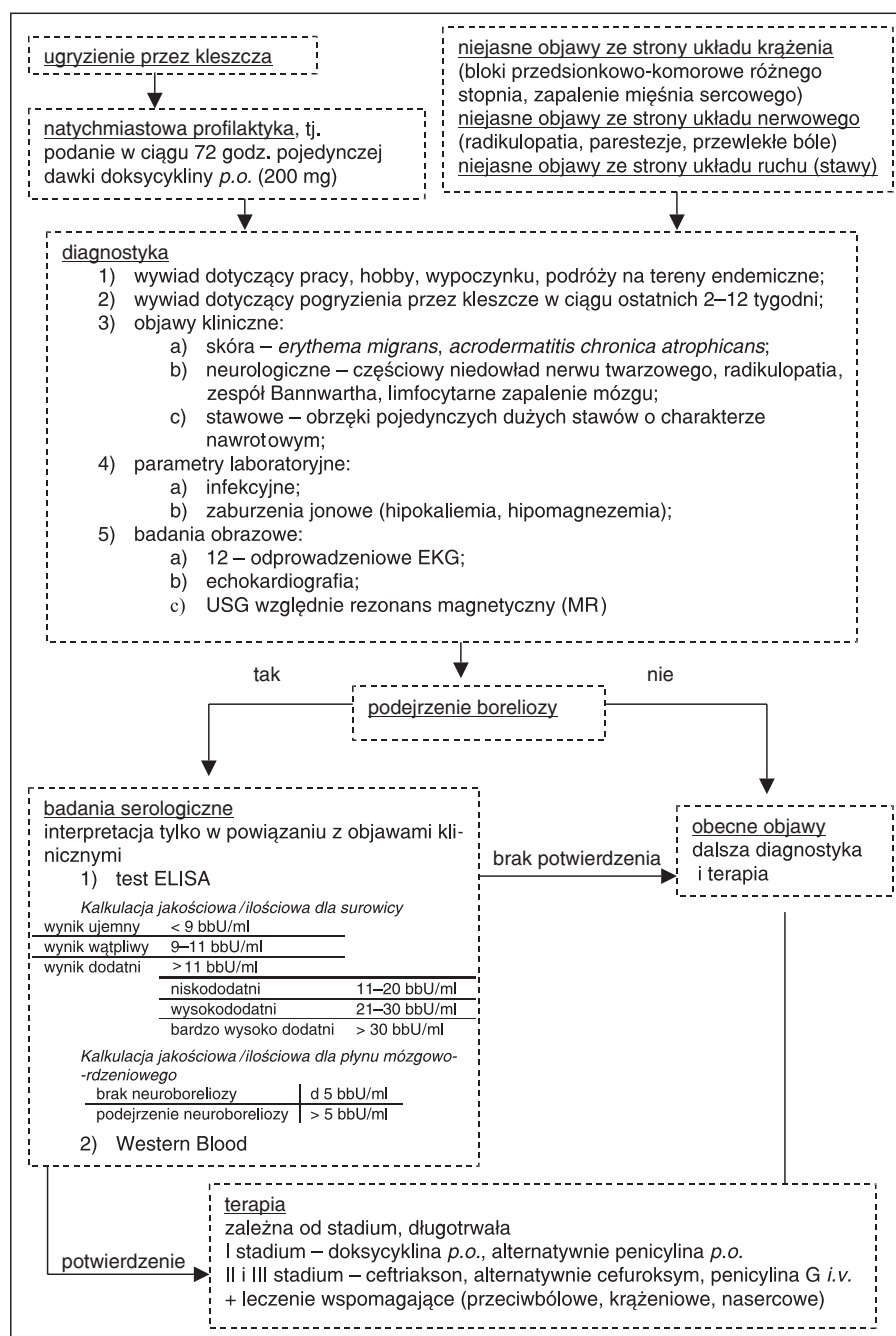 ugryzienie przez kleszcza
natychmiastowa profilaktyka, tj.
podanie w ciągu 72 godz. pojedynczej
dawki doksycykliny p.o. (200 mg)
niejasne objawy ze strony układu krążenia
(bloki przedsionkowo-komorowe różnego
stopnia, zapalenie mięśnia sercowego)
niejasne objawy ze strony układu nerwowego
(radikulopatia, parestezje, przewlekłe bóle)
niejasne objawy ze strony układu ruchu (stawy)
diagnostyka
1) wywiad dotyczący pracy, hobby, wypoczynku, podróży na tereny endemiczne;
2) wywiad dotyczący pogryzienia przez kleszcze w ciągu ostatnich 2–12 tygodni;
3) objawy kliniczne:
a) skóra – erythema migrans, acrodermatitis chronica atrophicans;
b) neurologiczne – częściowy niedowład nerwu twarzowego, radikulopatia,
zespół Bannwartha, limfocytarne zapalenie mózgu;
c) stawowe – obrzęki pojedynczych dużych stawów o charakterze
nawrotowym;
4) parametry laboratoryjne:
a) infekcyjne;
b) zaburzenia jonowe (hipokaliemia, hipomagnezemia);
5) badania obrazowe:
a) 12 – odprowadzeniowe EKG;
b) echokardiografia;
c) USG względnie rezonans magnetyczny (MR)
tak
nie
podejrzenie boreliozy
badania serologiczne
interpretacja tylko w powiązaniu z objawami kli-
nicznymi
1) test ELISA
Kalkulacja jakościowa/ilościowa dla surowicy
wynik ujemny < 9 bbU/ml
wynik wątpliwy 9–11 bbU/ml
wynik dodatni >11 bbU/ml
niskododatni 11–20 bbU/ml
wysokododatni 21–30 bbU/ml
bardzo wysoko dodatni > 30 bbU/ml
Kalkulacja jakościowa/ilościowa dla płynu mózgowo-
-rdzeniowego
brak neuroboreliozy d 5 bbU/ml
podejrzenie neuroboreliozy > 5 bbU/ml
2) Western Blood
brak potwierdzenia
obecne objawy
dalsza diagnostyka
i terapia
potwierdzenie
terapia
zależna od stadium, długotrwała
I stadium – doksycyklina p.o., alternatywnie penicylina p.o.
II i III stadium – ceftriakson, alternatywnie cefuroksym, penicylina G i.v.
+ leczenie wspomagające (przeciwbólowe, krążeniowe, nasercowe)